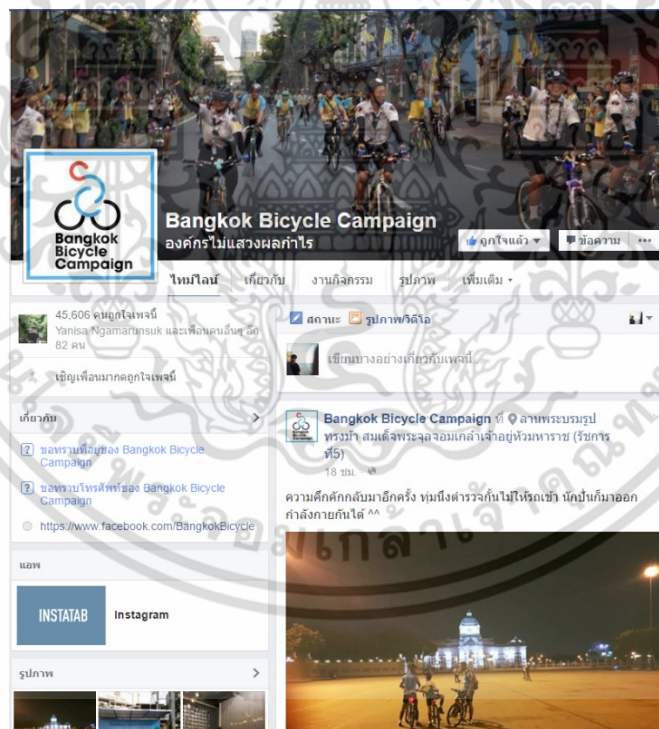 Bangkok
Bicycle
Campaign
Bangkok Bicycle Campaign
องค์กรไม่แสวงผลกำไร
ถูกใจแล้ว
ข้อความ
ไทม์ไลน์ เกี่ยวกับ งานกิจกรรม รูปภาพ เพิ่มเติม
45,606 คนถูกใจเพจนี้
Yanisa Ngamarunsuk และเพื่อนคนอื่นๆ อีก
82 คน
เชิญเพื่อนมากดถูกใจเพจนี้
เกี่ยวกับ
ขอทราบที่อยู่ของ Bangkok Bicycle
Campaign
ขอทราบโทรศัพท์ของ Bangkok Bicycle
Campaign
https://www.facebook.com/BangkokBicycle
แอพ
INSTATAB
Instagram
รูปภาพ
สถานะ รูปภาพ/วิดีโอ
เขียนบางอย่างเกี่ยวกับเพจนี้...
Bangkok Bicycle Campaign ที่ ลานพระบรมรูป
ทรงม้า สมเด็จพระจุลจอมเกล้าเจ้าอยู่หัวมหาราช (รัชการ
ที่5)
18 ชม.
ความคึกคักกลับมาอีกครั้ง ทุ่มนึงตำรวจกั้นไม่ให้รถเข้า นักปั่นก็มาออก
กำลังกายกันได้ ^^